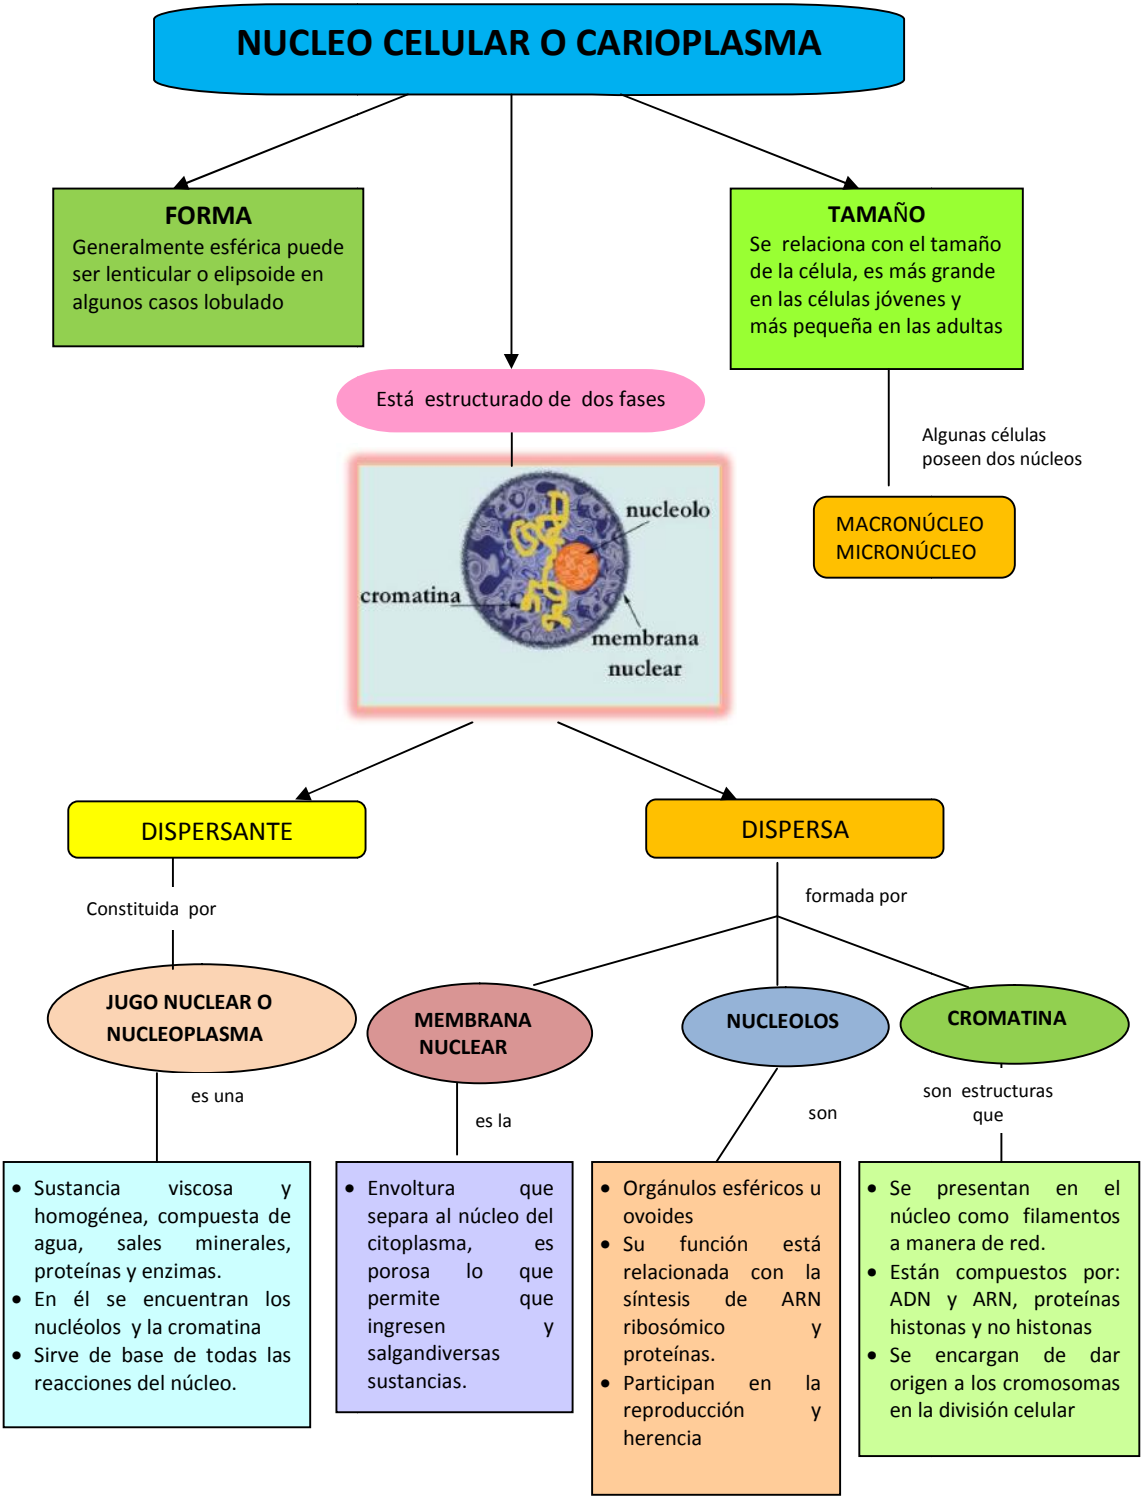 NUCLEO CELULAR O CARIOPLASMA
FORMA
Generalmente esférica puede
ser lenticular o elipsoide en
algunos casos lobulado
TAMAÑO
Se relaciona con el tamaño
de la célula, es más grande
en las células jóvenes y
más pequeña en las adultas
Está estructurado de dos fases
Algunas células
poseen dos núcleos
MACRONÚCLEO
MICRONÚCLEO
nucleolo
cromatina
membrana
nuclear
DISPERSANTE
DISPERSA
Constituida por
formada por
JUGO NUCLEAR O
NUCLEOPLASMA
MEMBRANA
NUCLEAR
NUCLEOLOS
CROMATINA
es una
es la
son
son estructuras
que
• Sustancia viscosa y
homogénea, compuesta de
agua, sales minerales,
proteínas y enzimas.
• En él se encuentran los
nucléolos y la cromatina
• Sirve de base de todas las
reacciones del núcleo.
• Envoltura que
separa al núcleo del
citoplasma, es
porosa lo que
permite que
ingresen y
salgandiversas
sustancias.
• Orgánulos esféricos u
ovoides
• Su función está
relacionada con la
síntesis de ARN
ribosómico y
proteínas.
• Participan en la
reproducción y
herencia
• Se presentan en el
núcleo como filamentos
a manera de red.
• Están compuestos por:
ADN y ARN, proteínas
histonas y no histonas
• Se encargan de dar
origen a los cromosomas
en la división celular